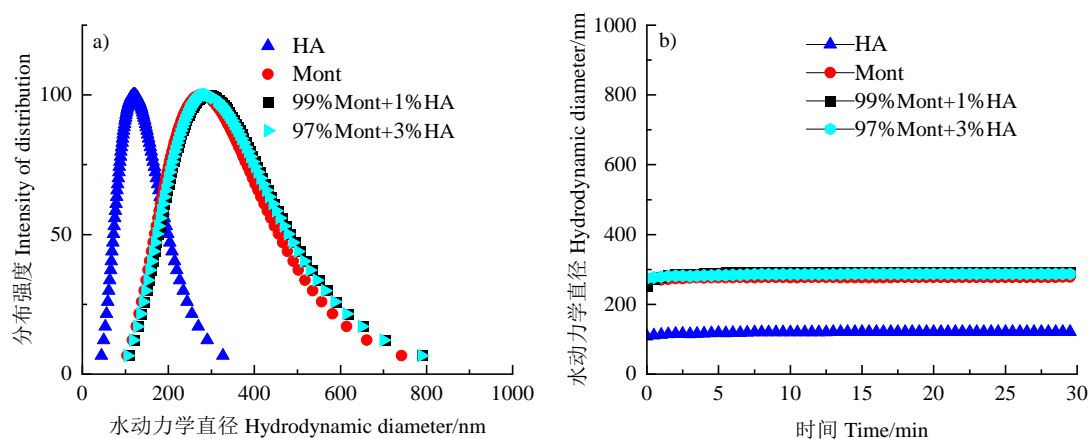 a)
HA
Mont
99%Mont+1%HA
97%Mont+3%HA
100
50
0
0 200 400 600 800 1000
分布强度 Intensity of distribution
水动力学直径 Hydrodynamic diameter/nm
b)
HA
Mont
99%Mont+1%HA
97%Mont+3%HA
1000
800
600
400
200
0
0 5 10 15 20 25 30
水动力学直径 Hydrodynamic diameter/nm
时间 Time/min